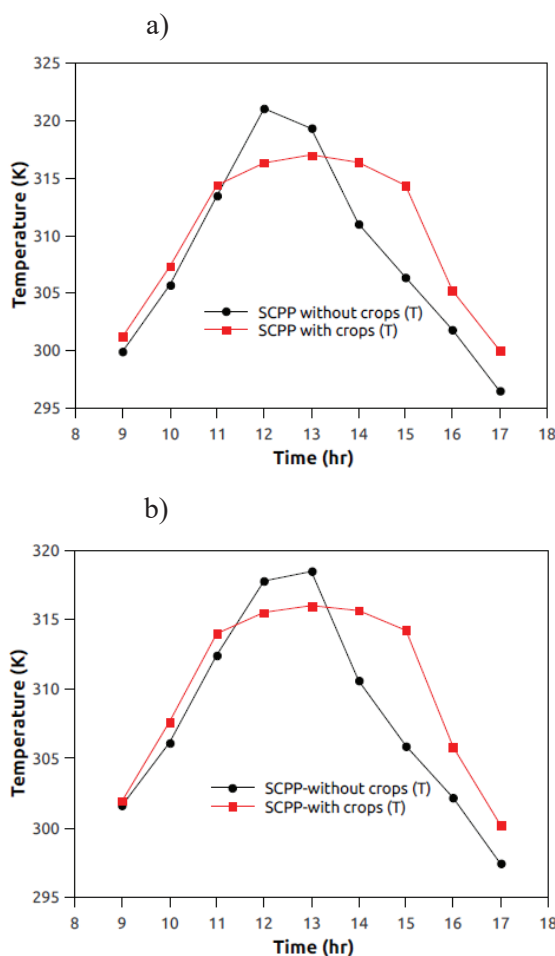 a)
325
320
315
310
305
300
295
Temperature (K)
SCPP without crops (T)
SCPP with crops (T)
8 9 10 11 12 13 14 15 16 17 18
Time (hr)
b)
320
315
310
305
300
295
Temperature (K)
SCPP-without crops (T)
SCPP-with crops (T)
8 9 10 11 12 13 14 15 16 17 18
Time (hr)